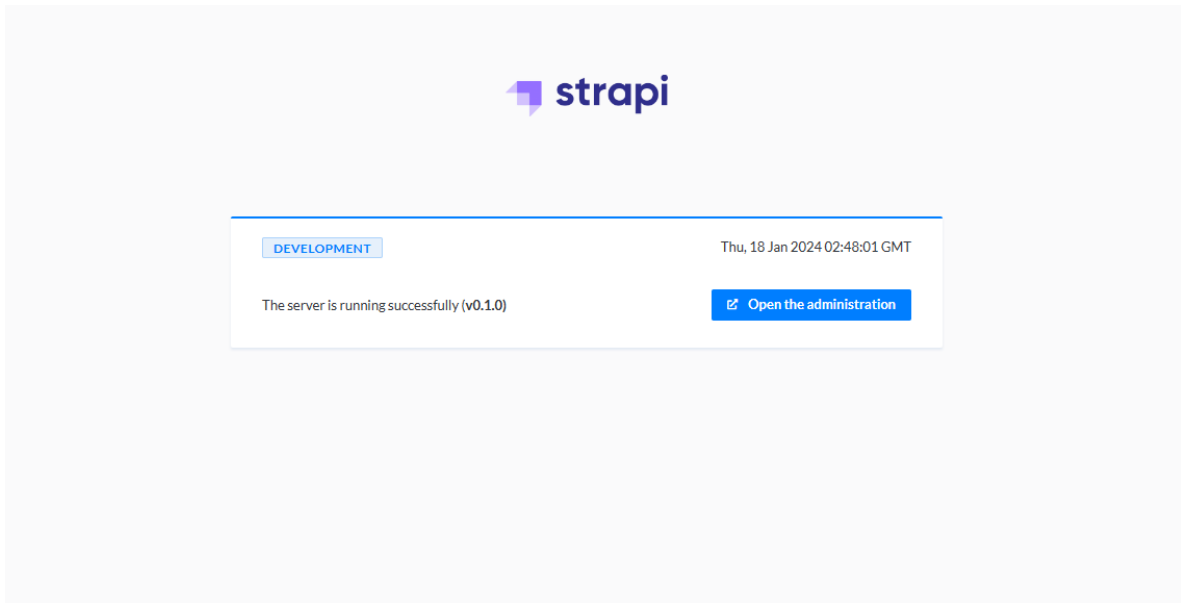 strapi
DEVELOPMENT
Thu, 18 Jan 2024 02:48:01 GMT
The server is running successfully (v0.1.0)
Open the administration